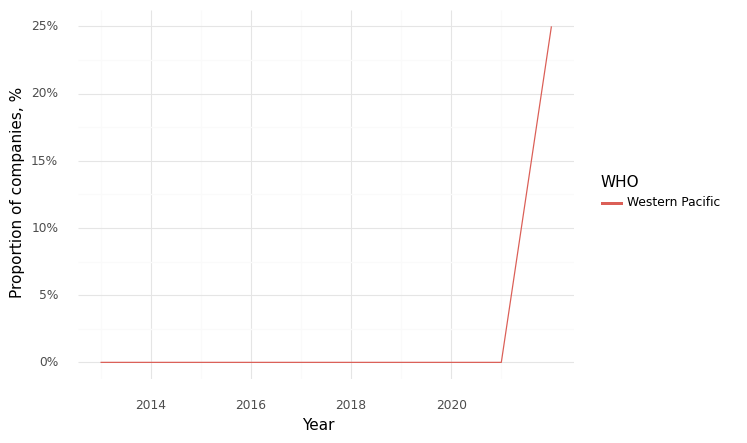 25%
20%
15%
10%
5%
0%
Proportion of companies, %
2014 2016 2018 2020
Year
WHO
Western Pacific